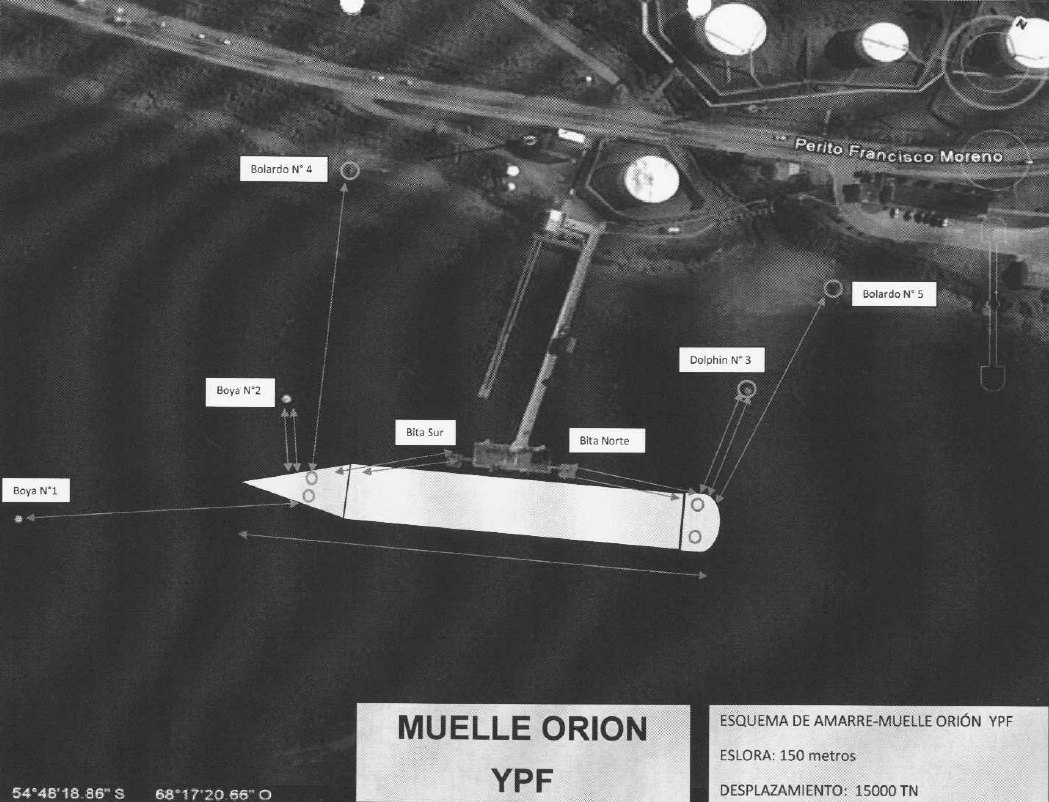 N
Perito Francisco Moreno
Bolardo N° 4
Bolardo N° 5
Dolphin N° 3
Boya N°2
Bita Sur
Bita Norte
Boya N°1
MUELLE ORION
YPF
ESQUEMA DE AMARRE-MUELLE ORIÓN YPF
ESLORA: 150 metros
DESPLAZAMIENTO: 15000 TN
54°48'18.86" S 68°17'20.66" O